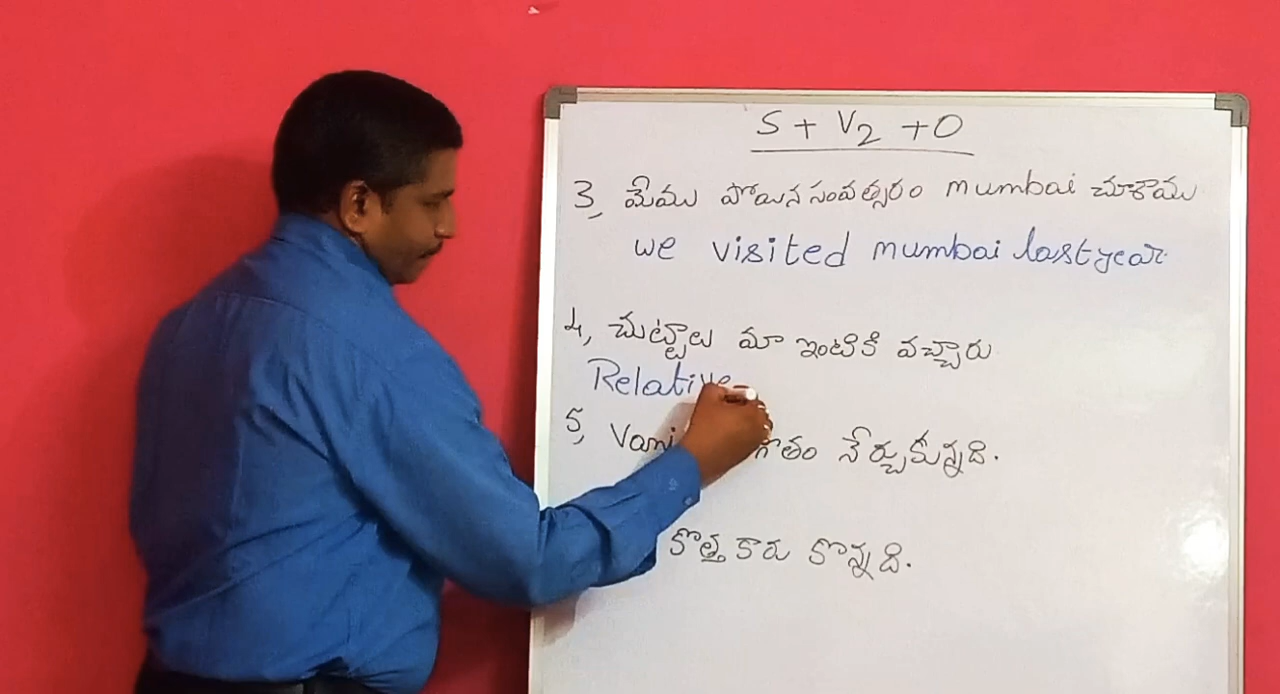 S + V2 + O
3, మేము పోయిన సంవత్సరం mumbai చూశాము
we visited mumbai last year.
4, చుట్టాలు మా ఇంటికి వచ్చారు
Relative
5, Vani నేర్చుకున్నది.
కొత్త కారు కొన్నది.